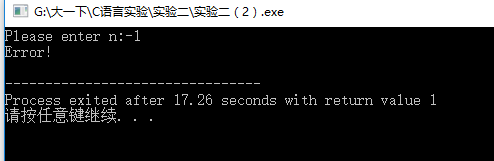 G:\大一下\C语言实验\实验二\实验二（2）.exe
Please enter n:-1
Error!
--------------------------------
Process exited after 17.26 seconds with return value 1
请按任意键继续. . .